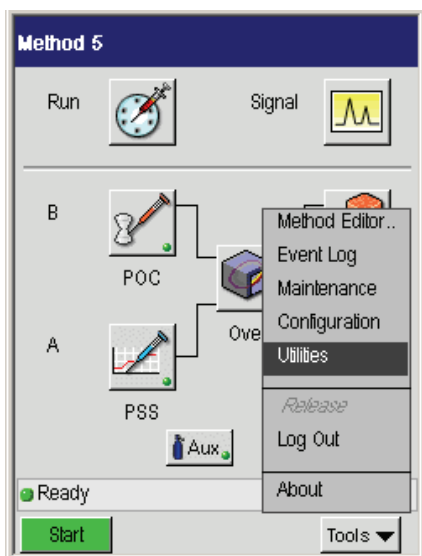 Method 5
Run
Signal
B
Method Editor..
Event Log
POC
Maintenance
Configuration
A
Ove
Utilities
PSS
Release
Aux
Log Out
Ready
About
Start
Tools